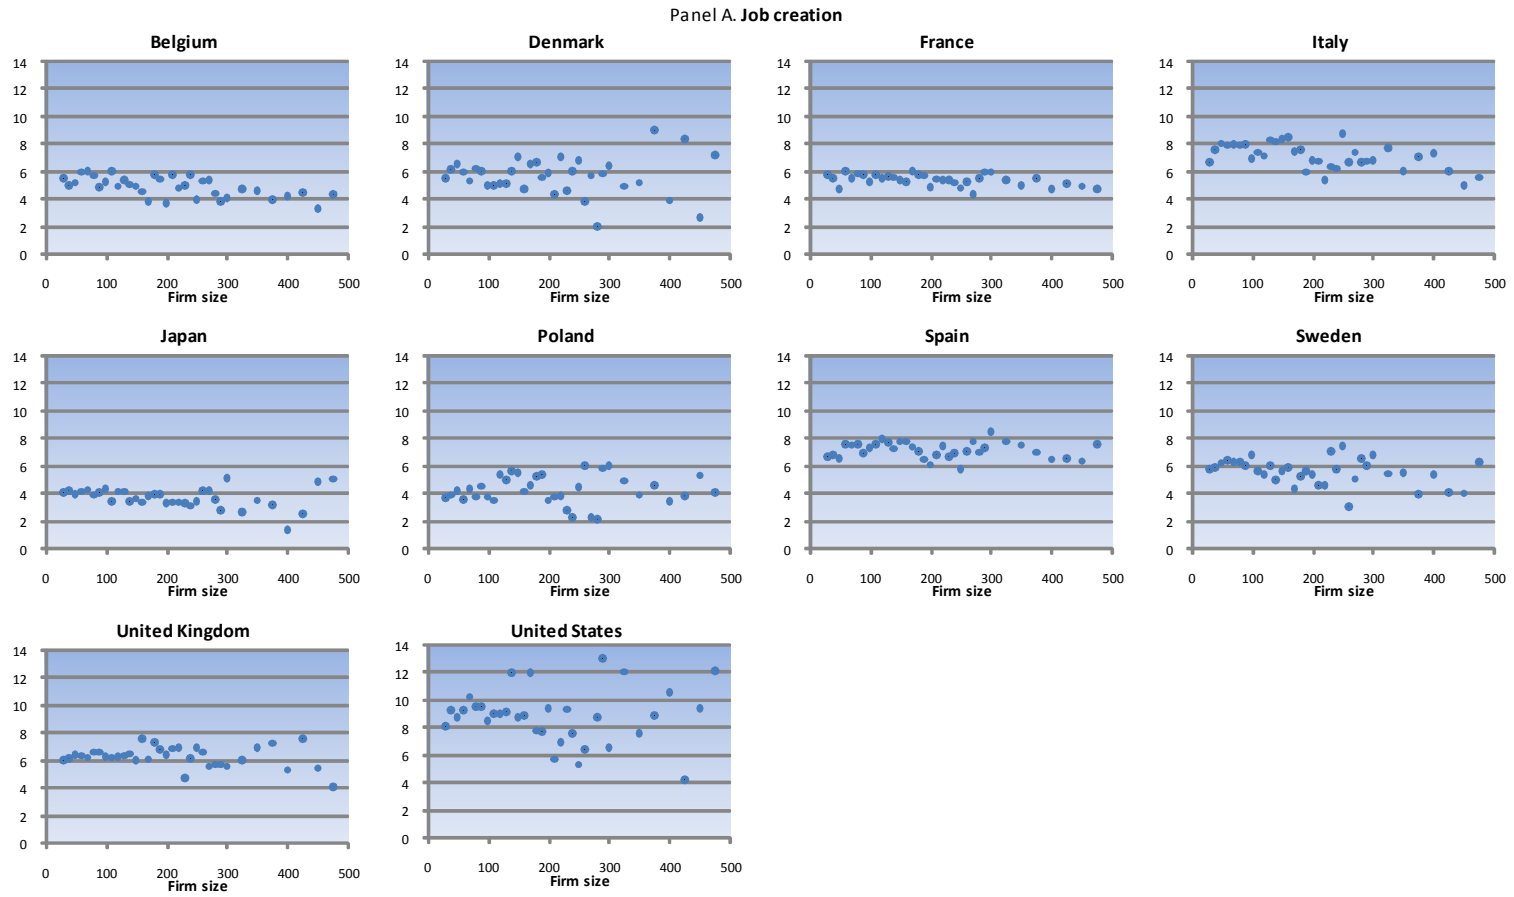 Panel A. Job creation
Belgium
14
12
10
8
6
4
2
0
0 100 200 300 400 500
Firm size
Denmark
14
12
10
8
6
4
2
0
0 100 200 300 400 500
Firm size
France
14
12
10
8
6
4
2
0
0 100 200 300 400 500
Firm size
Italy
14
12
10
8
6
4
2
0
0 100 200 300 400 500
Firm size
Japan
14
12
10
8
6
4
2
0
0 100 200 300 400 500
Firm size
Poland
14
12
10
8
6
4
2
0
0 100 200 300 400 500
Firm size
Spain
14
12
10
8
6
4
2
0
0 100 200 300 400 500
Firm size
Sweden
14
12
10
8
6
4
2
0
0 100 200 300 400 500
Firm size
United Kingdom
14
12
10
8
6
4
2
0
0 100 200 300 400 500
Firm size
United States
14
12
10
8
6
4
2
0
0 100 200 300 400 500
Firm size